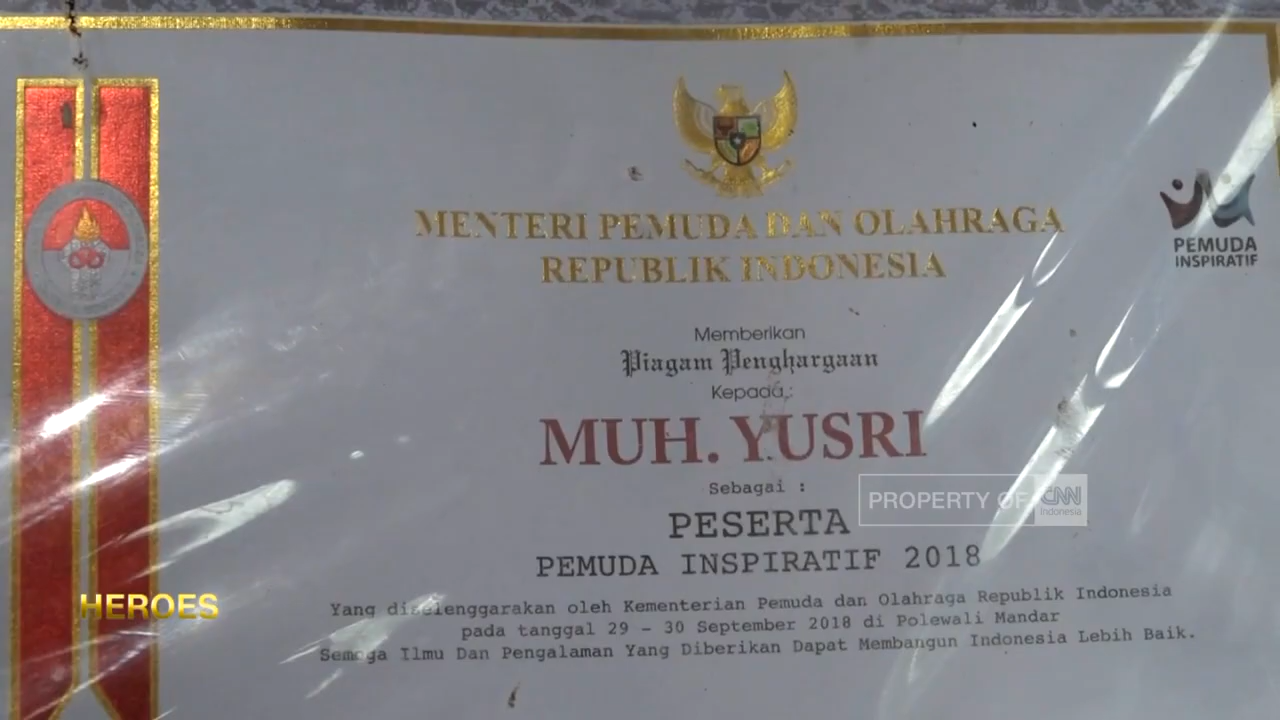 MENTERI PEMUDA DAN OLAHRAGA
REPUBLIK INDONESIA
PEMUDA
INSPIRATIF
Memberikan
Piagam Penghargaan
Kepada :
MUH. YUSRI
Sebagai :
PROPERTY OF CNN Indonesia
PESERTA
PEMUDA INSPIRATIF 2018
HEROES
Yang diselenggarakan oleh Kementerian Pemuda dan Olahraga Republik Indonesia
pada tanggal 29 - 30 September 2018 di Polewali Mandar
Semoga Ilmu Dan Pengalaman Yang Diberikan Dapat Membangun Indonesia Lebih Baik.